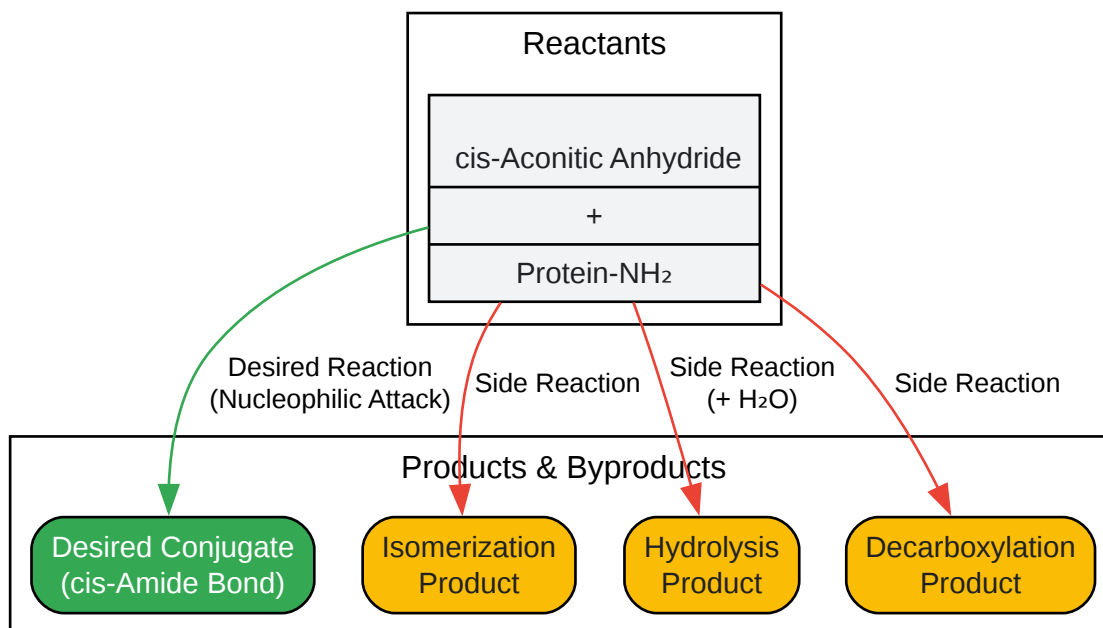 Reactants
cis-Aconitic Anhydride
+
Protein-NH₂
Desired Reaction
(Nucleophilic Attack)
Side Reaction
Side Reaction
(+ H₂O)
Side Reaction
Products & Byproducts
Desired Conjugate
(cis-Amide Bond)
Isomerization
Product
Hydrolysis
Product
Decarboxylation
Product